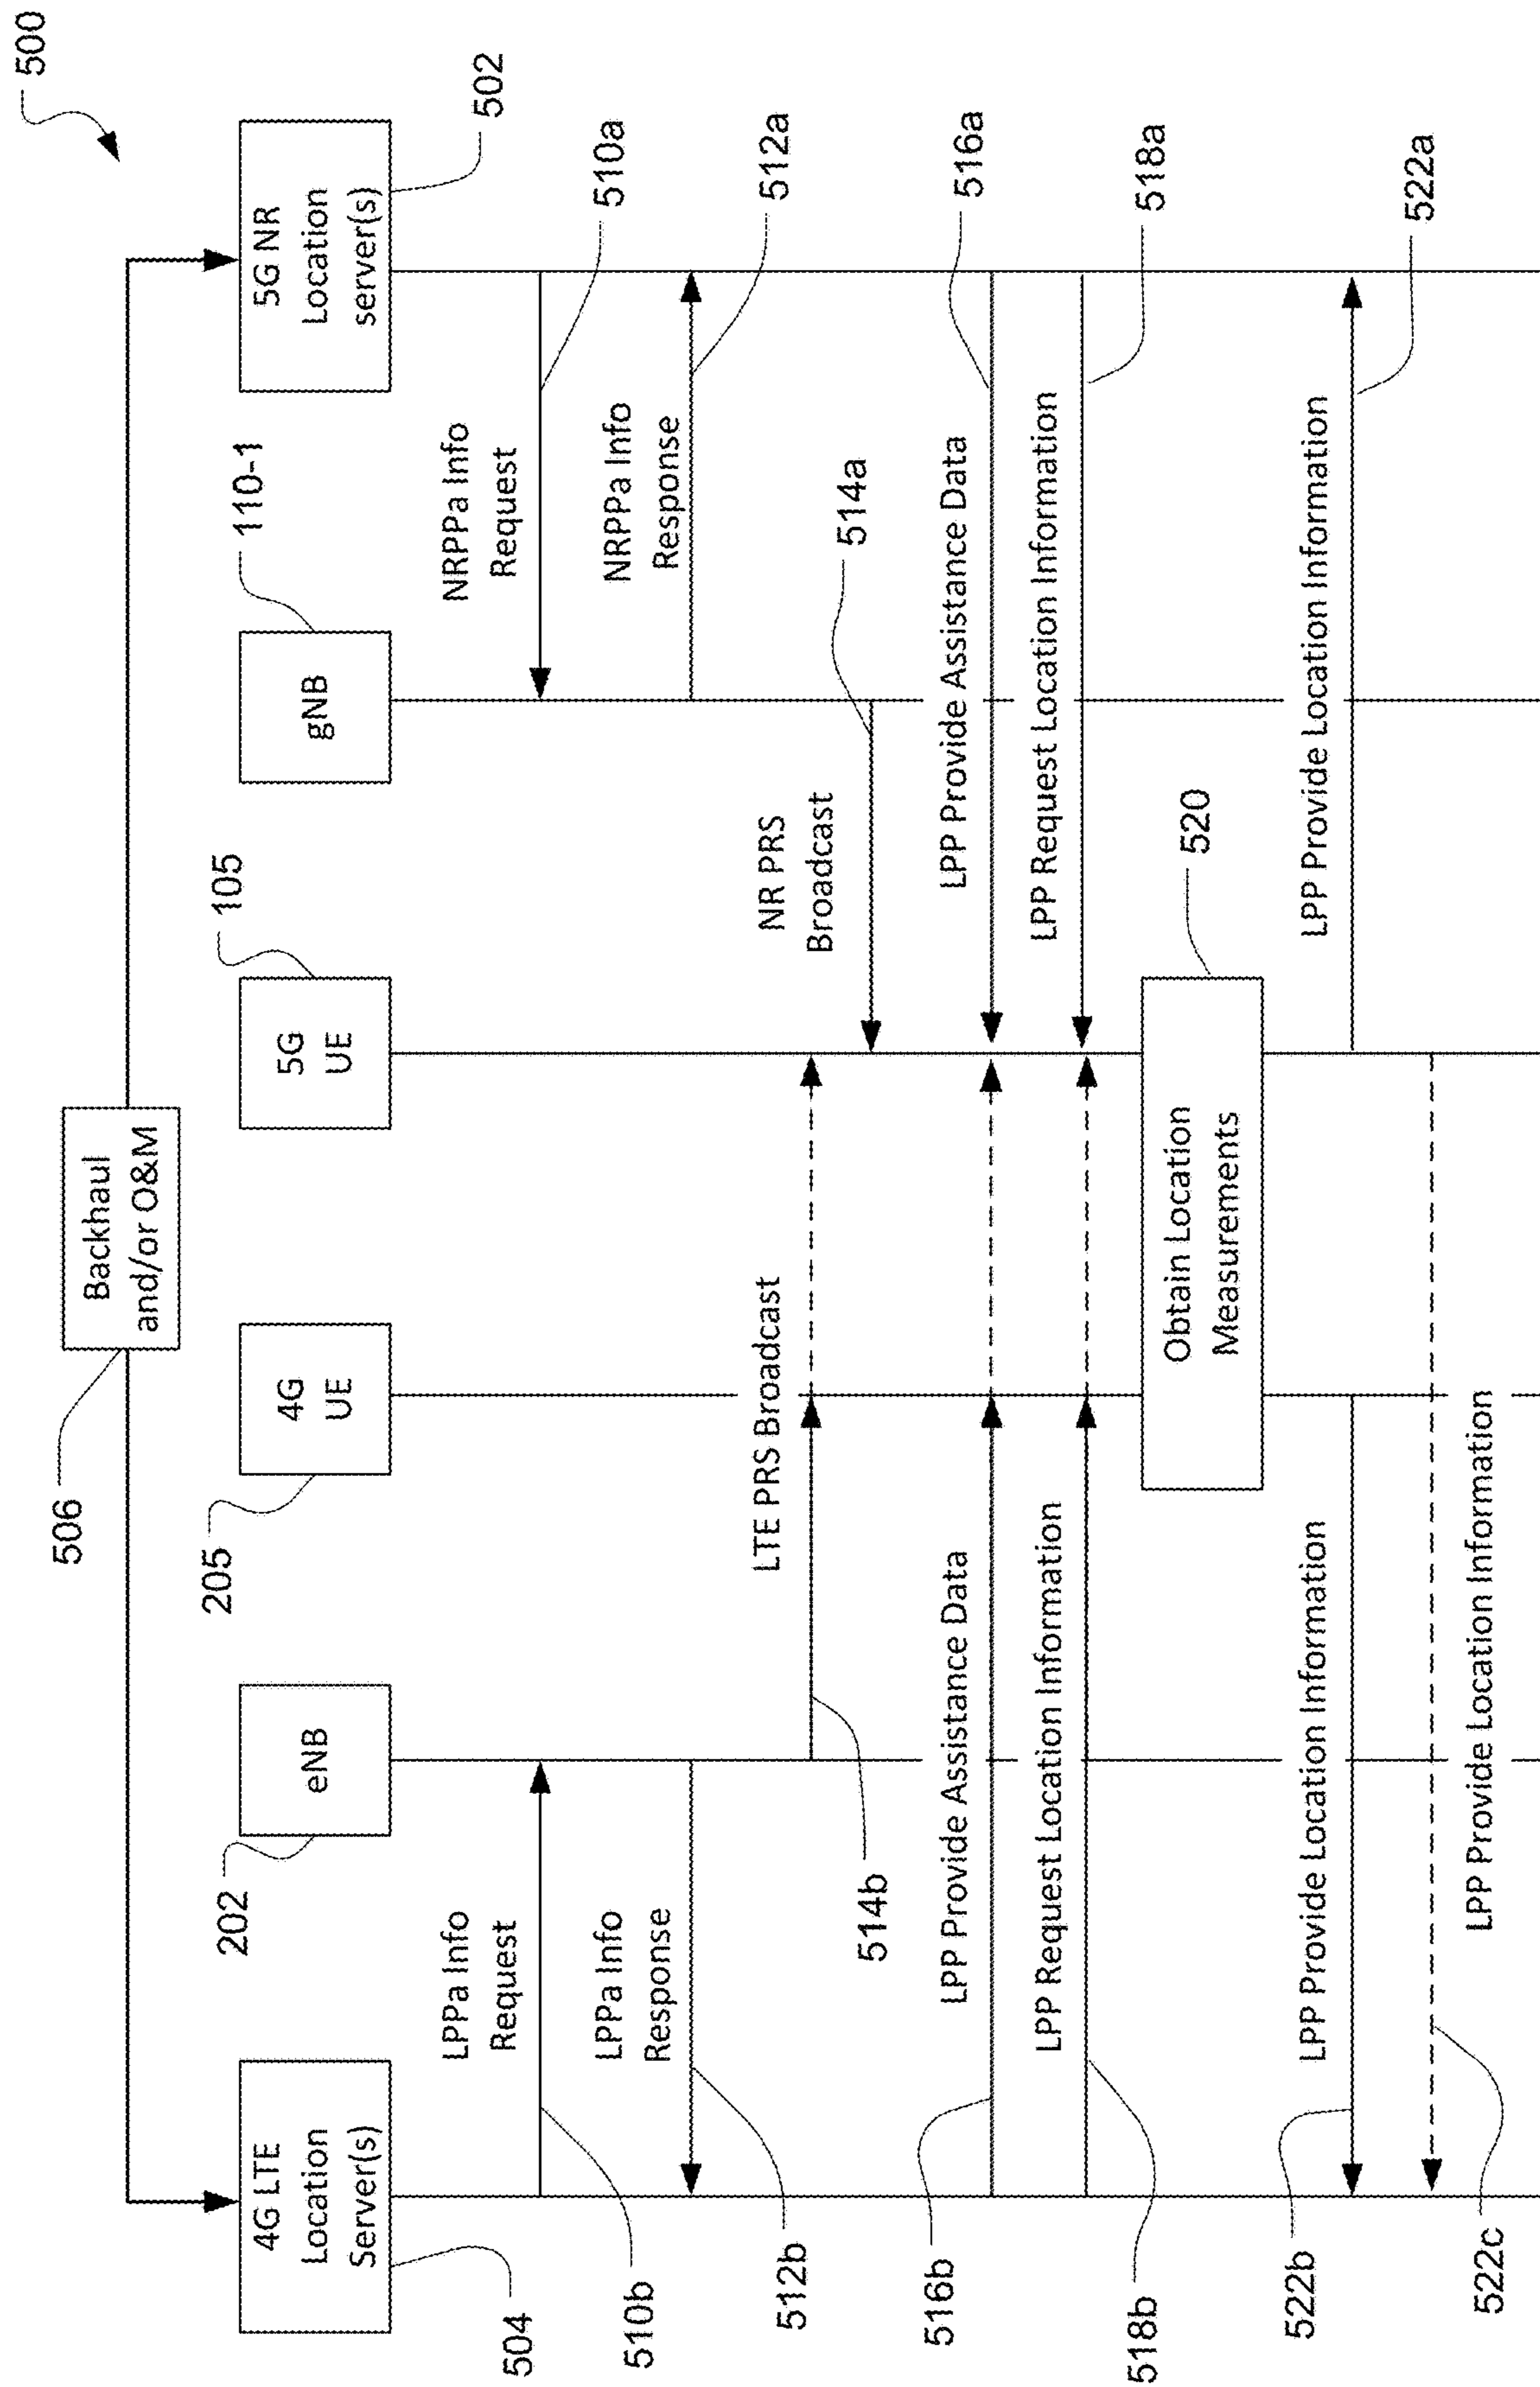 500
Backhaul
and/or O&M
506
4G LTE
Location
Server(s)
504
202
eNB
205
4G
UE
5G
UE
105
gNB
110-1
5G NR
Location
server(s)
502
LPPa Info
Request
510b
NRPPa Info
Request
510a
LPPa Info
Response
512b
NRPPa Info
Response
512a
LTE PRS Broadcast
514b
NR PRS
Broadcast
514a
LPP Provide Assistance Data
516b
LPP Provide Assistance Data
516a
LPP Request Location Information
518b
LPP Request Location Information
518a
Obtain Location
Measurements
520
LPP Provide Location Information
522b
LPP Provide Location Information
522a
LPP Provide Location Information
522c